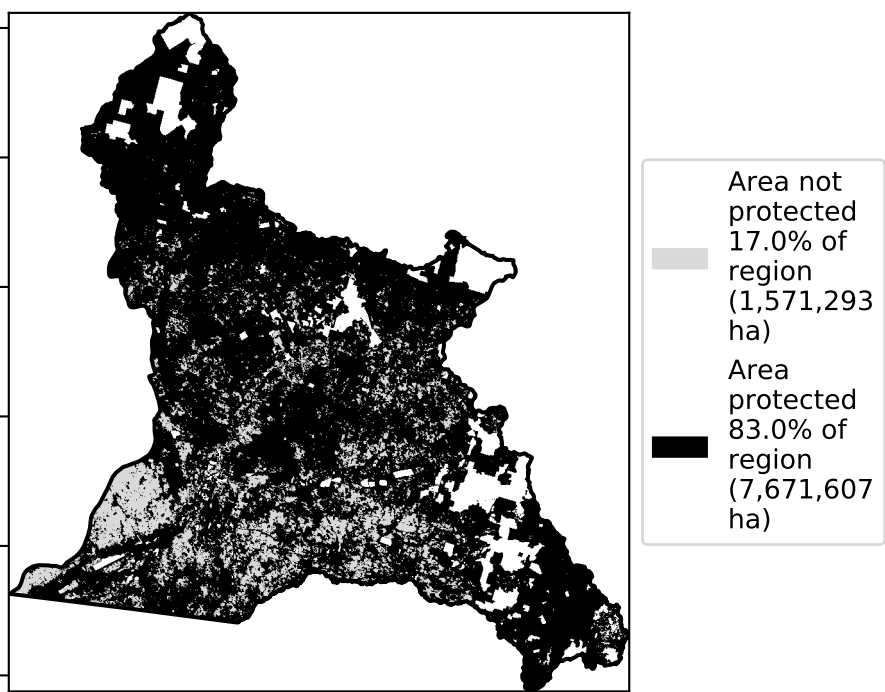 Area not
protected
17.0% of
region
(1,571,293
ha)
Area
protected
83.0% of
region
(7,671,607
ha)